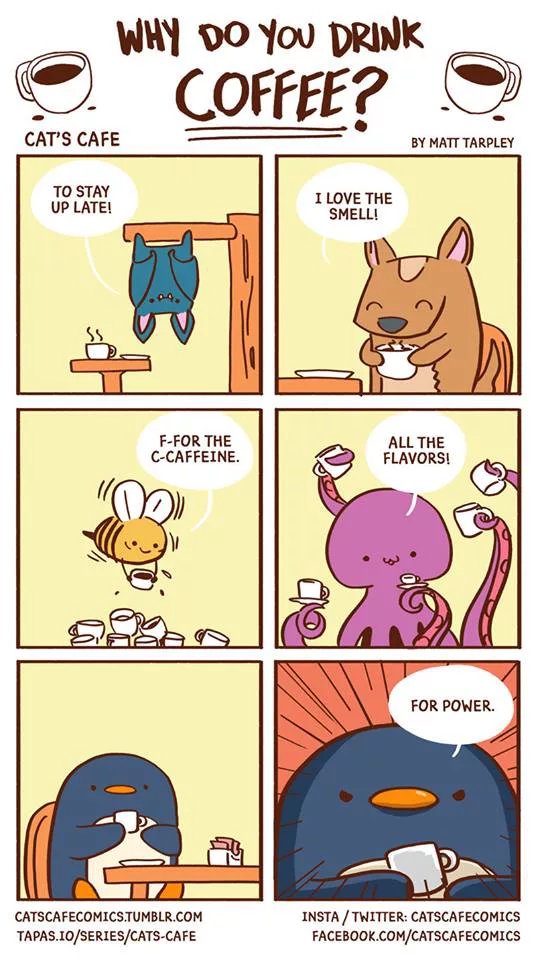 WHY DO YOU DRINK
COFFEE?
CAT'S CAFE
BY MATT TARPLEY
TO STAY
UP LATE!
I LOVE THE
SMELL!
F-FOR THE
C-CAFFEINE.
ALL THE
FLAVORS!
FOR POWER.
CATSCAFECOMICS.TUMBLR.COM
TAPAS.IO/SERIES/CATS-CAFE
INSTA / TWITTER: CATSCAFECOMICS
FACEBOOK.COM/CATSCAFECOMICS